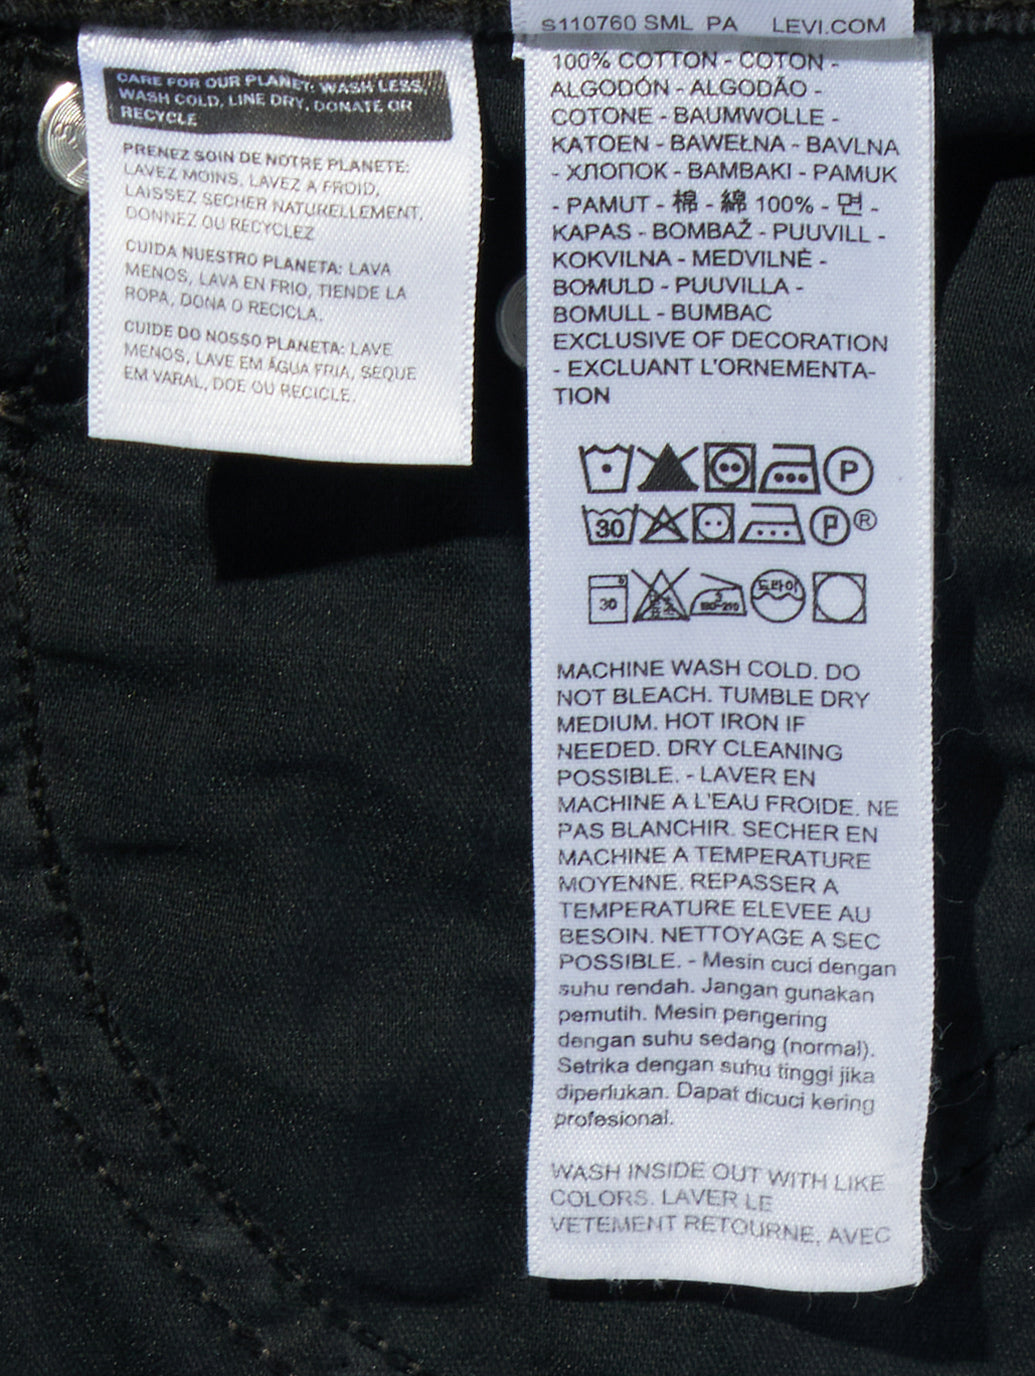 CARE FOR OUR PLANET: WASH LESS,
WASH COLD, LINE DRY, DONATE OR
RECYCLE
PRENEZ SOIN DE NOTRE PLANETE:
LAVEZ MOINS, LAVEZ A FROID,
LAISSEZ SECHER NATURELLEMENT,
DONNEZ OU RECYCLEZ
CUIDA NUESTRO PLANETA: LAVA
MENOS, LAVA EN FRIO, TIENDE LA
ROPA, DONA O RECICLA.
CUIDE DO NOSSO PLANETA: LAVE
MENOS, LAVE EM ÁGUA FRIA, SEQUE
EM VARAL, DOE OU RECICLE.
S110760 SML PA LEVI.COM
100% COTTON - COTON -
ALGODÓN - ALGODÃO -
COTONE - BAUMWOLLE -
KATOEN - BAWEŁNA - BAVLNA
- ХЛОПОК - BAMBAKI - PAMUK
- PAMUT - 棉 - 綿 100% - 면 -
KAPAS - BOMBAŽ - PUUVILL -
KOKVILNA - MEDVILNĖ -
BOMULD - PUUVILLA -
BOMULL - BUMBAC
EXCLUSIVE OF DECORATION
- EXCLUANT L'ORNEMENTA-
TION
P
30 P ®
30 3 180-210 드라이
MACHINE WASH COLD. DO
NOT BLEACH. TUMBLE DRY
MEDIUM. HOT IRON IF
NEEDED. DRY CLEANING
POSSIBLE. - LAVER EN
MACHINE A L'EAU FROIDE. NE
PAS BLANCHIR. SECHER EN
MACHINE A TEMPERATURE
MOYENNE. REPASSER A
TEMPERATURE ELEVEE AU
BESOIN. NETTOYAGE A SEC
POSSIBLE. - Mesin cuci dengan
suhu rendah. Jangan gunakan
pemutih. Mesin pengering
dengan suhu sedang (normal).
Setrika dengan suhu tinggi jika
diperlukan. Dapat dicuci kering
profesional.
WASH INSIDE OUT WITH LIKE
COLORS. LAVER LE
VETEMENT RETOURNE, AVEC